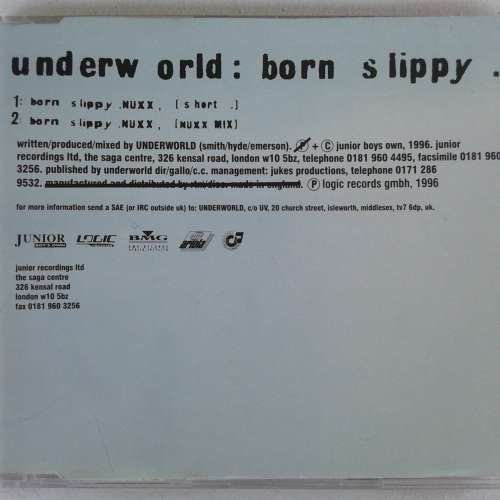 underw orld: born slippy .
1: born slippy .NUXX, [short .]
2: born slippy .NUXX, [NUXX MIX]
written/produced/mixed by UNDERWORLD (smith/hyde/emerson). Ⓟ + Ⓒ junior boys own, 1996. junior
recordings ltd, the saga centre, 326 kensal road, london w10 5bz, telephone 0181 960 4495, facsimile 0181 960
3256. published by underworld dir/gallo/c.c. management: jukes productions, telephone 0171 286
9532. manufactured and distributed by rtm/disc. made in england. Ⓟ logic records gmbh, 1996
for more information send a SAE (or IRC outside uk) to: UNDERWORLD, c/o UV, 20 church street, isleworth, middlesex, tw7 6dp, uk.
JUNIOR LOGIC BMG
junior recordings ltd
the saga centre
326 kensal road
london w10 5bz
fax 0181 960 3256